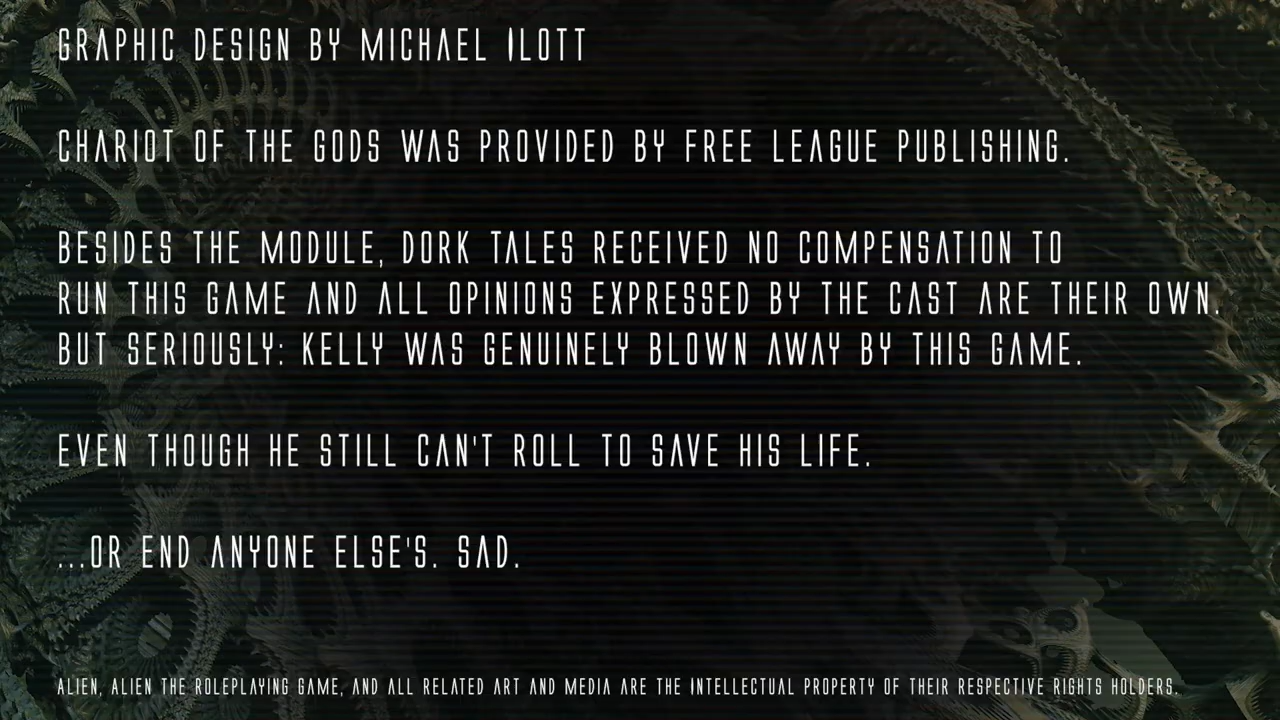 GRAPHIC DESIGN BY MICHAEL ILOTT
CHARIOT OF THE GODS WAS PROVIDED BY FREE LEAGUE PUBLISHING.
BESIDES THE MODULE, DORK TALES RECEIVED NO COMPENSATION TO
RUN THIS GAME AND ALL OPINIONS EXPRESSED BY THE CAST ARE THEIR OWN.
BUT SERIOUSLY: KELLY WAS GENUINELY BLOWN AWAY BY THIS GAME.
EVEN THOUGH HE STILL CAN'T ROLL TO SAVE HIS LIFE.
...OR END ANYONE ELSE'S. SAD.
ALIEN, ALIEN THE ROLEPLAYING GAME, AND ALL RELATED ART AND MEDIA ARE THE INTELLECTUAL PROPERTY OF THEIR RESPECTIVE RIGHTS HOLDERS.